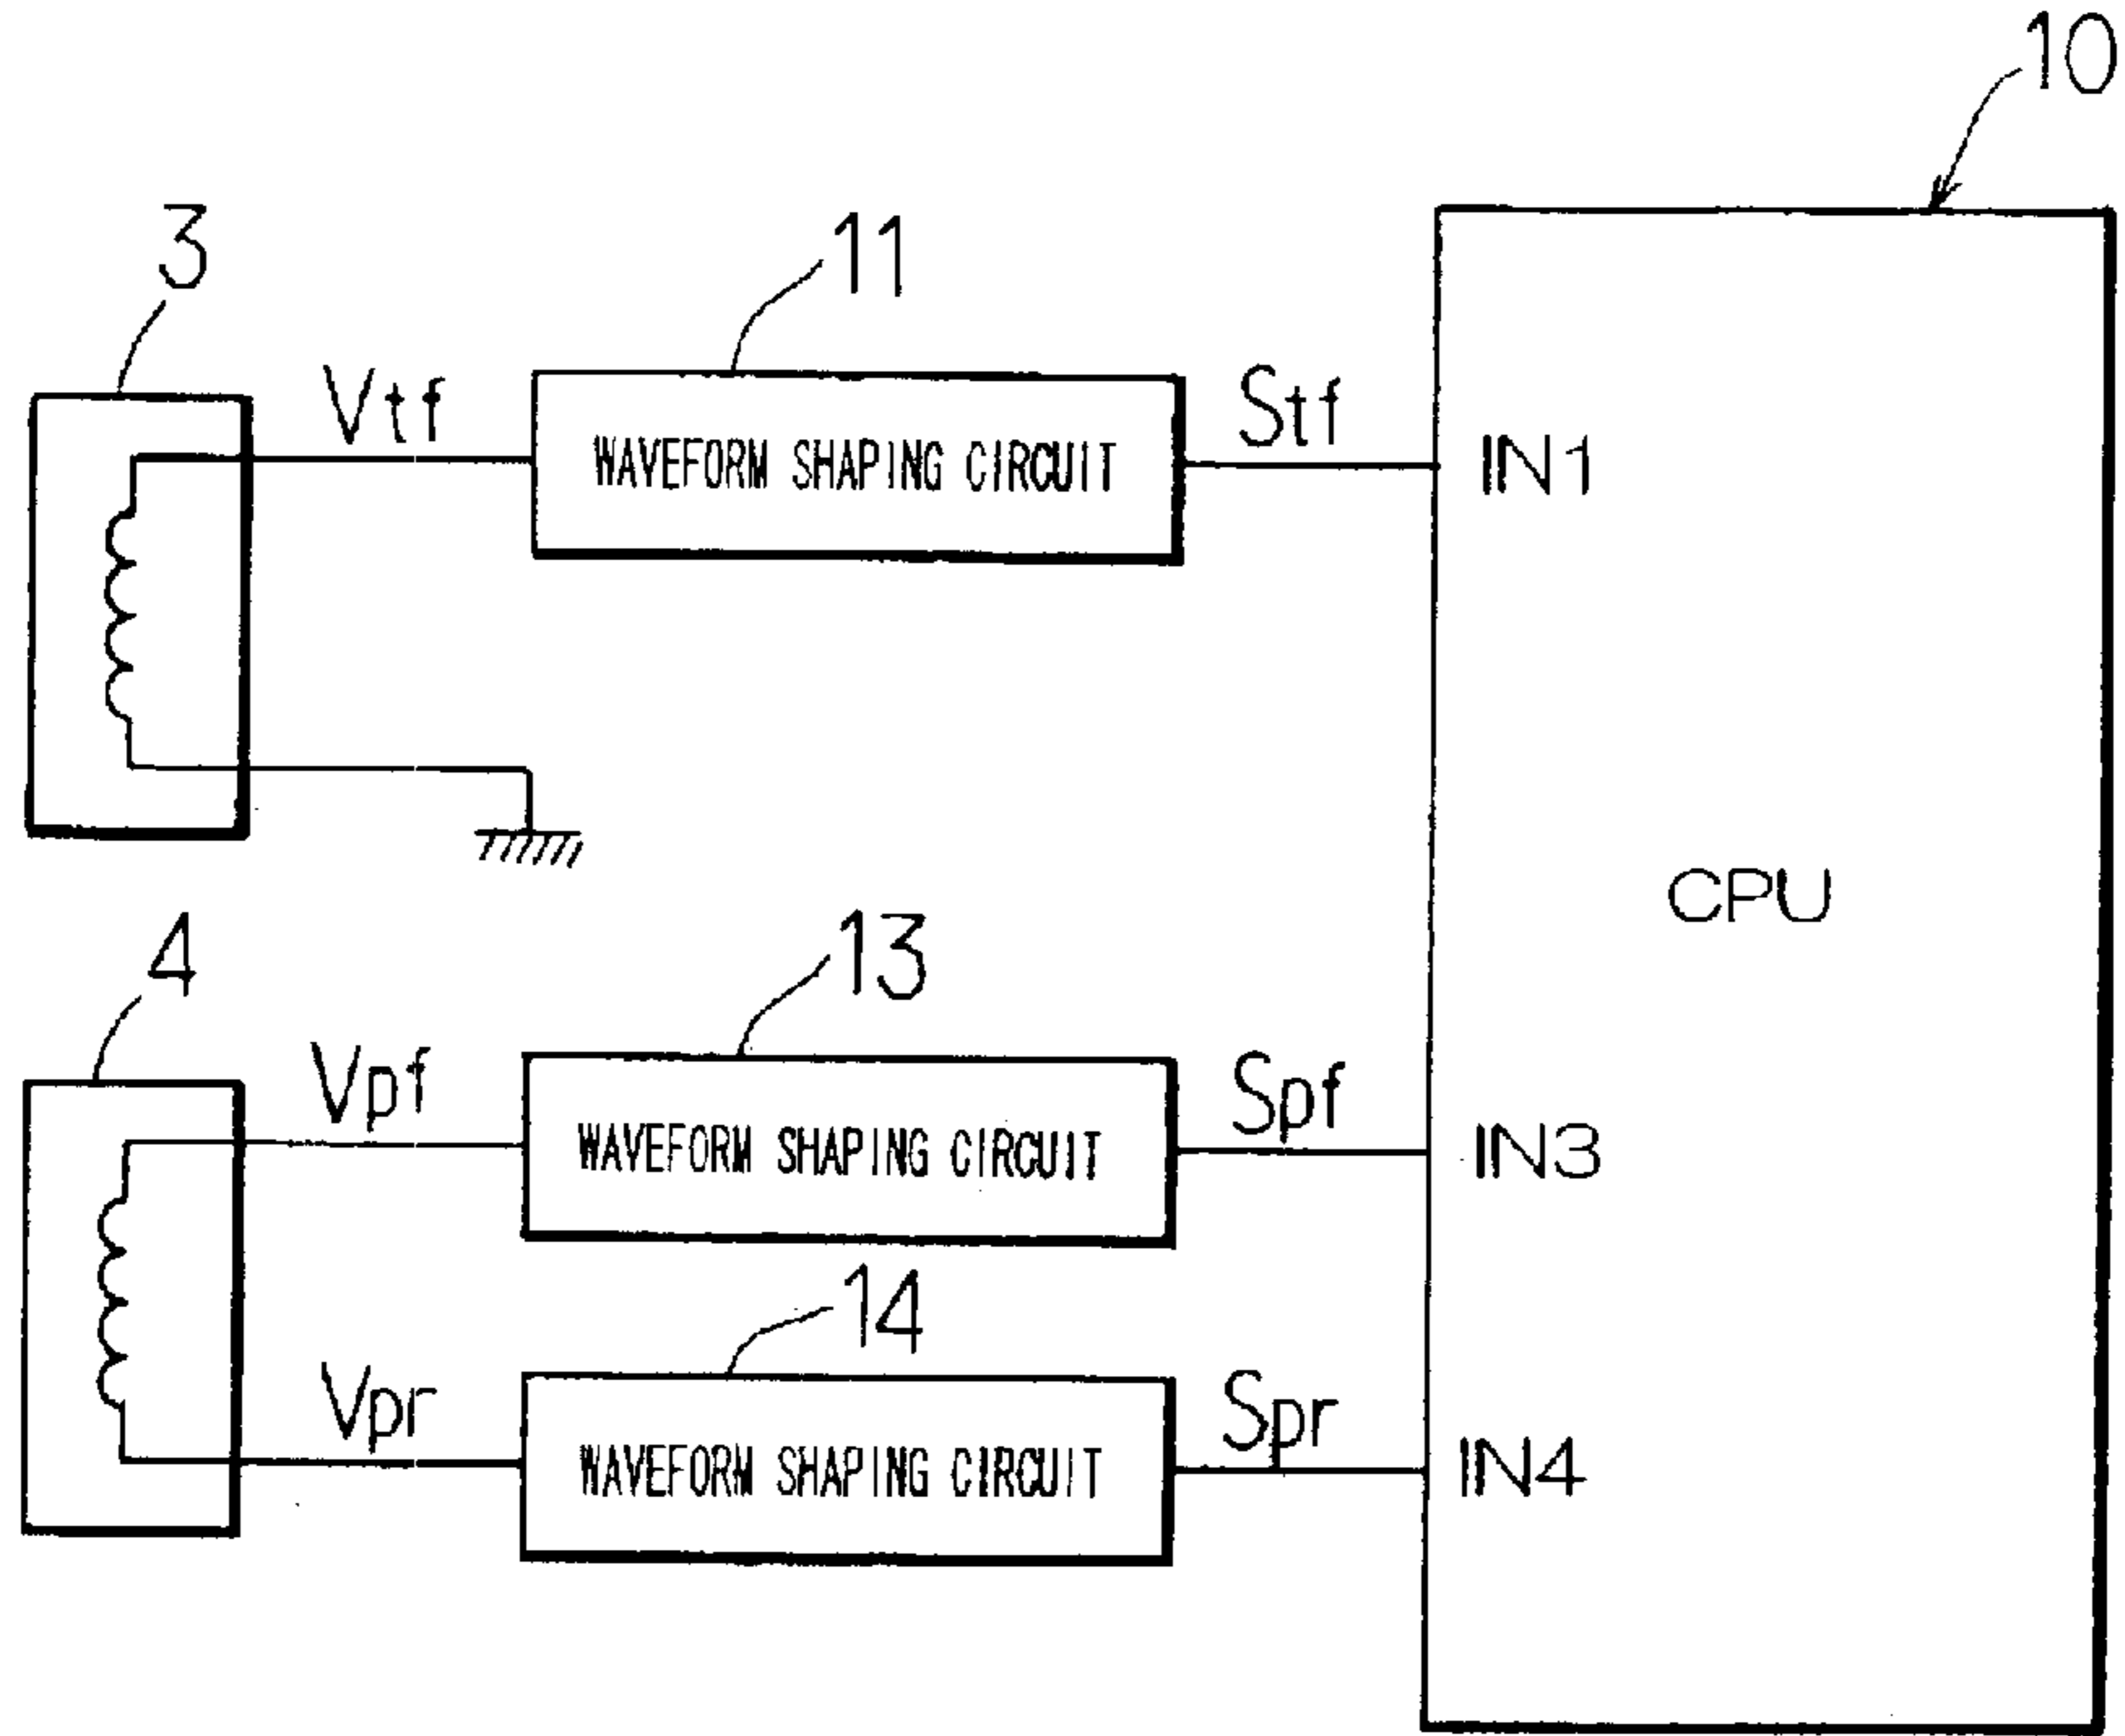 10
3
11
Vtf
WAVEFORM SHAPING CIRCUIT
Stf
IN1
CPU
4
13
Vpf
WAVEFORM SHAPING CIRCUIT
Spf
IN3
14
Vpr
WAVEFORM SHAPING CIRCUIT
Spr
IN4